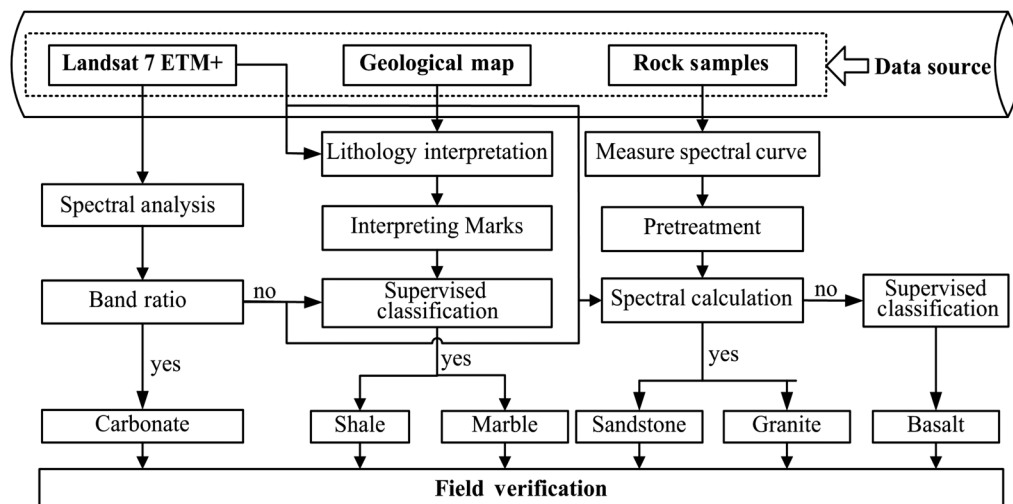 Landsat 7 ETM+
Geological map
Rock samples
Data source
Lithology interpretation
Measure spectral curve
Spectral analysis
Interpreting Marks
Pretreatment
Band ratio
no
Supervised
classification
Spectral calculation
no
Supervised
classification
yes
yes
yes
Carbonate
Shale
Marble
Sandstone
Granite
Basalt
Field verification